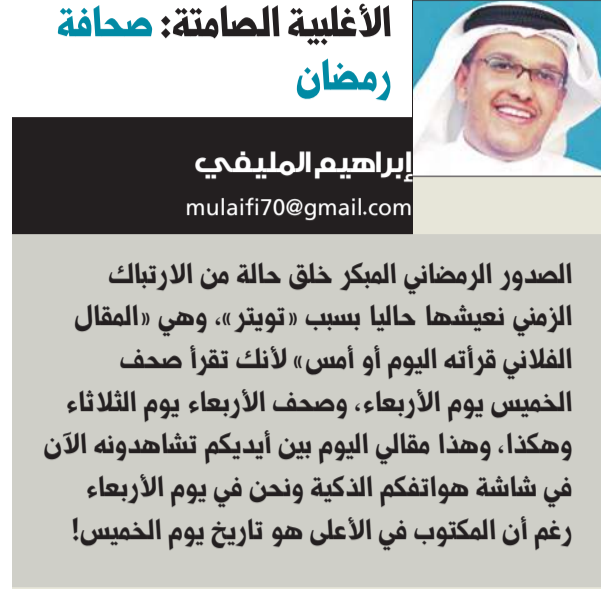 الأغلبية الصامتة: صحافة
رمضان
إبراهيم المليفي
mulaifi70@gmail.com
الصدور الرمضاني المبكر خلق حالة من الارتباك
الزمني نعيشها حاليا بسبب «تويتر»، وهي «المقال
الفلاني قرأته اليوم أو أمس» لأنك تقرأ صحف
الخميس يوم الأربعاء، وصحف الأربعاء يوم الثلاثاء
وهكذا، وهذا مقالي اليوم بين أيديكم تشاهدونه الآن
في شاشة هواتفكم الذكية ونحن في يوم الأربعاء
رغم أن المكتوب في الأعلى هو تاريخ يوم الخميس!